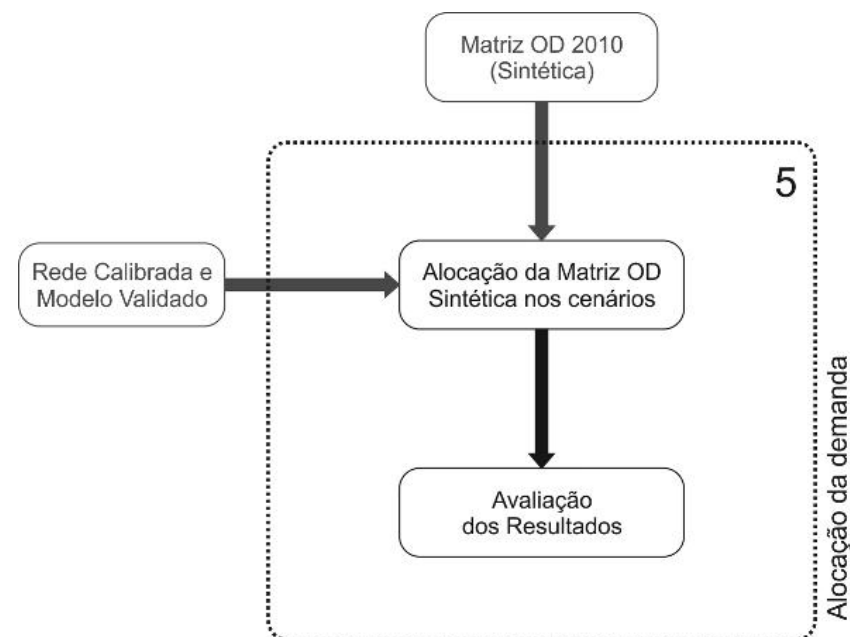 Matriz OD 2010
(Sintética)
5
Rede Calibrada e
Modelo Validado
Alocação da Matriz OD
Sintética nos cenários
Avaliação
dos Resultados
Alocação da demanda